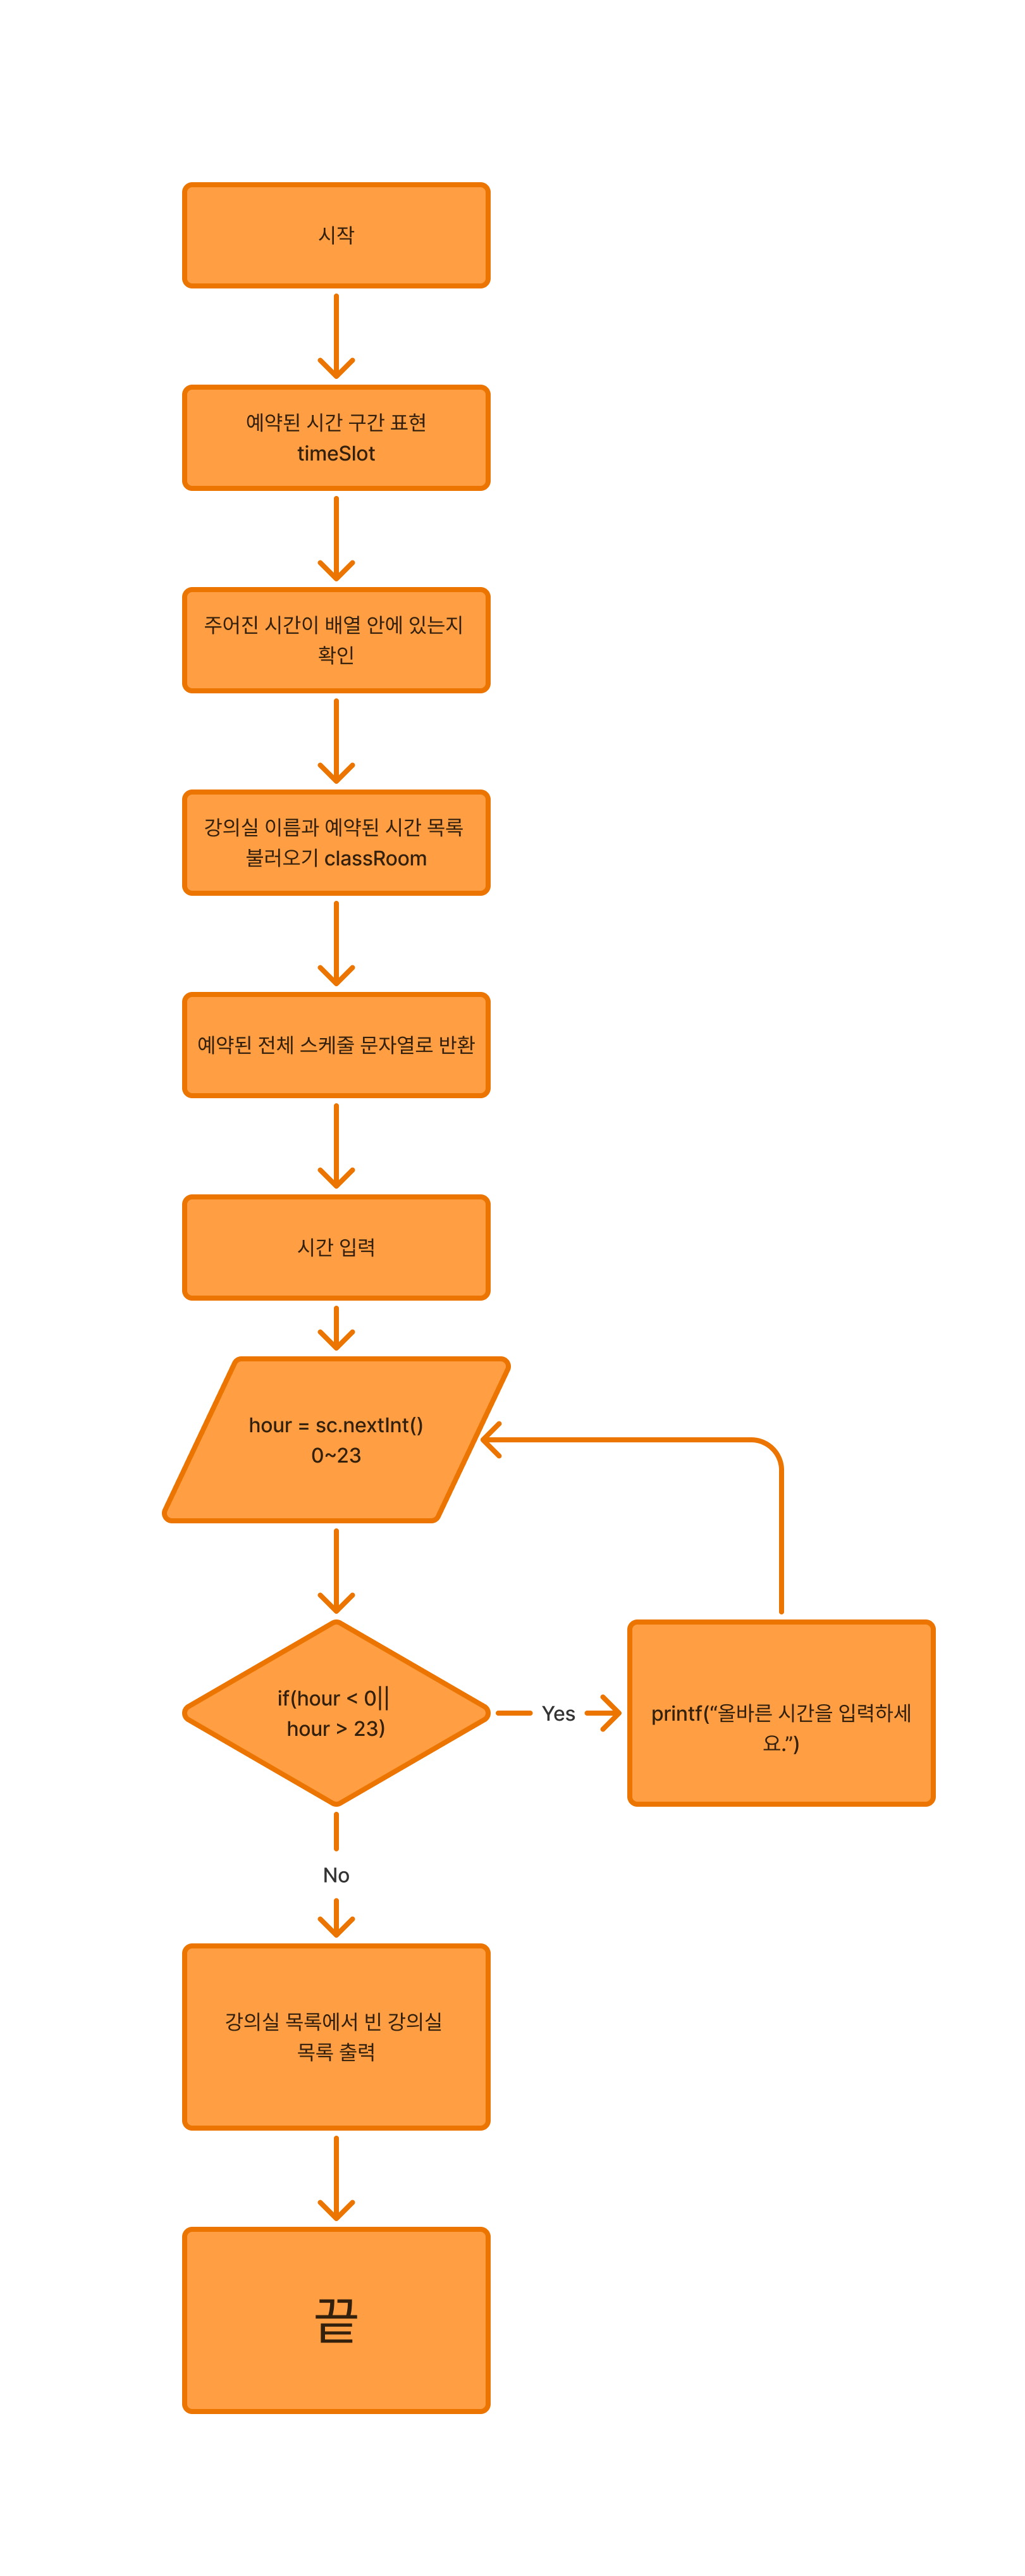 시작
예약된 시간 구간 표현
timeSlot
주어진 시간이 배열 안에 있는지
확인
강의실 이름과 예약된 시간 목록
불러오기 classRoom
예약된 전체 스케줄 문자열로 반환
시간 입력
hour = sc.nextInt()
0~23
if(hour < 0||
hour > 23)
Yes
printf(“올바른 시간을 입력하세
요.”)
No
강의실 목록에서 빈 강의실
목록 출력
끝